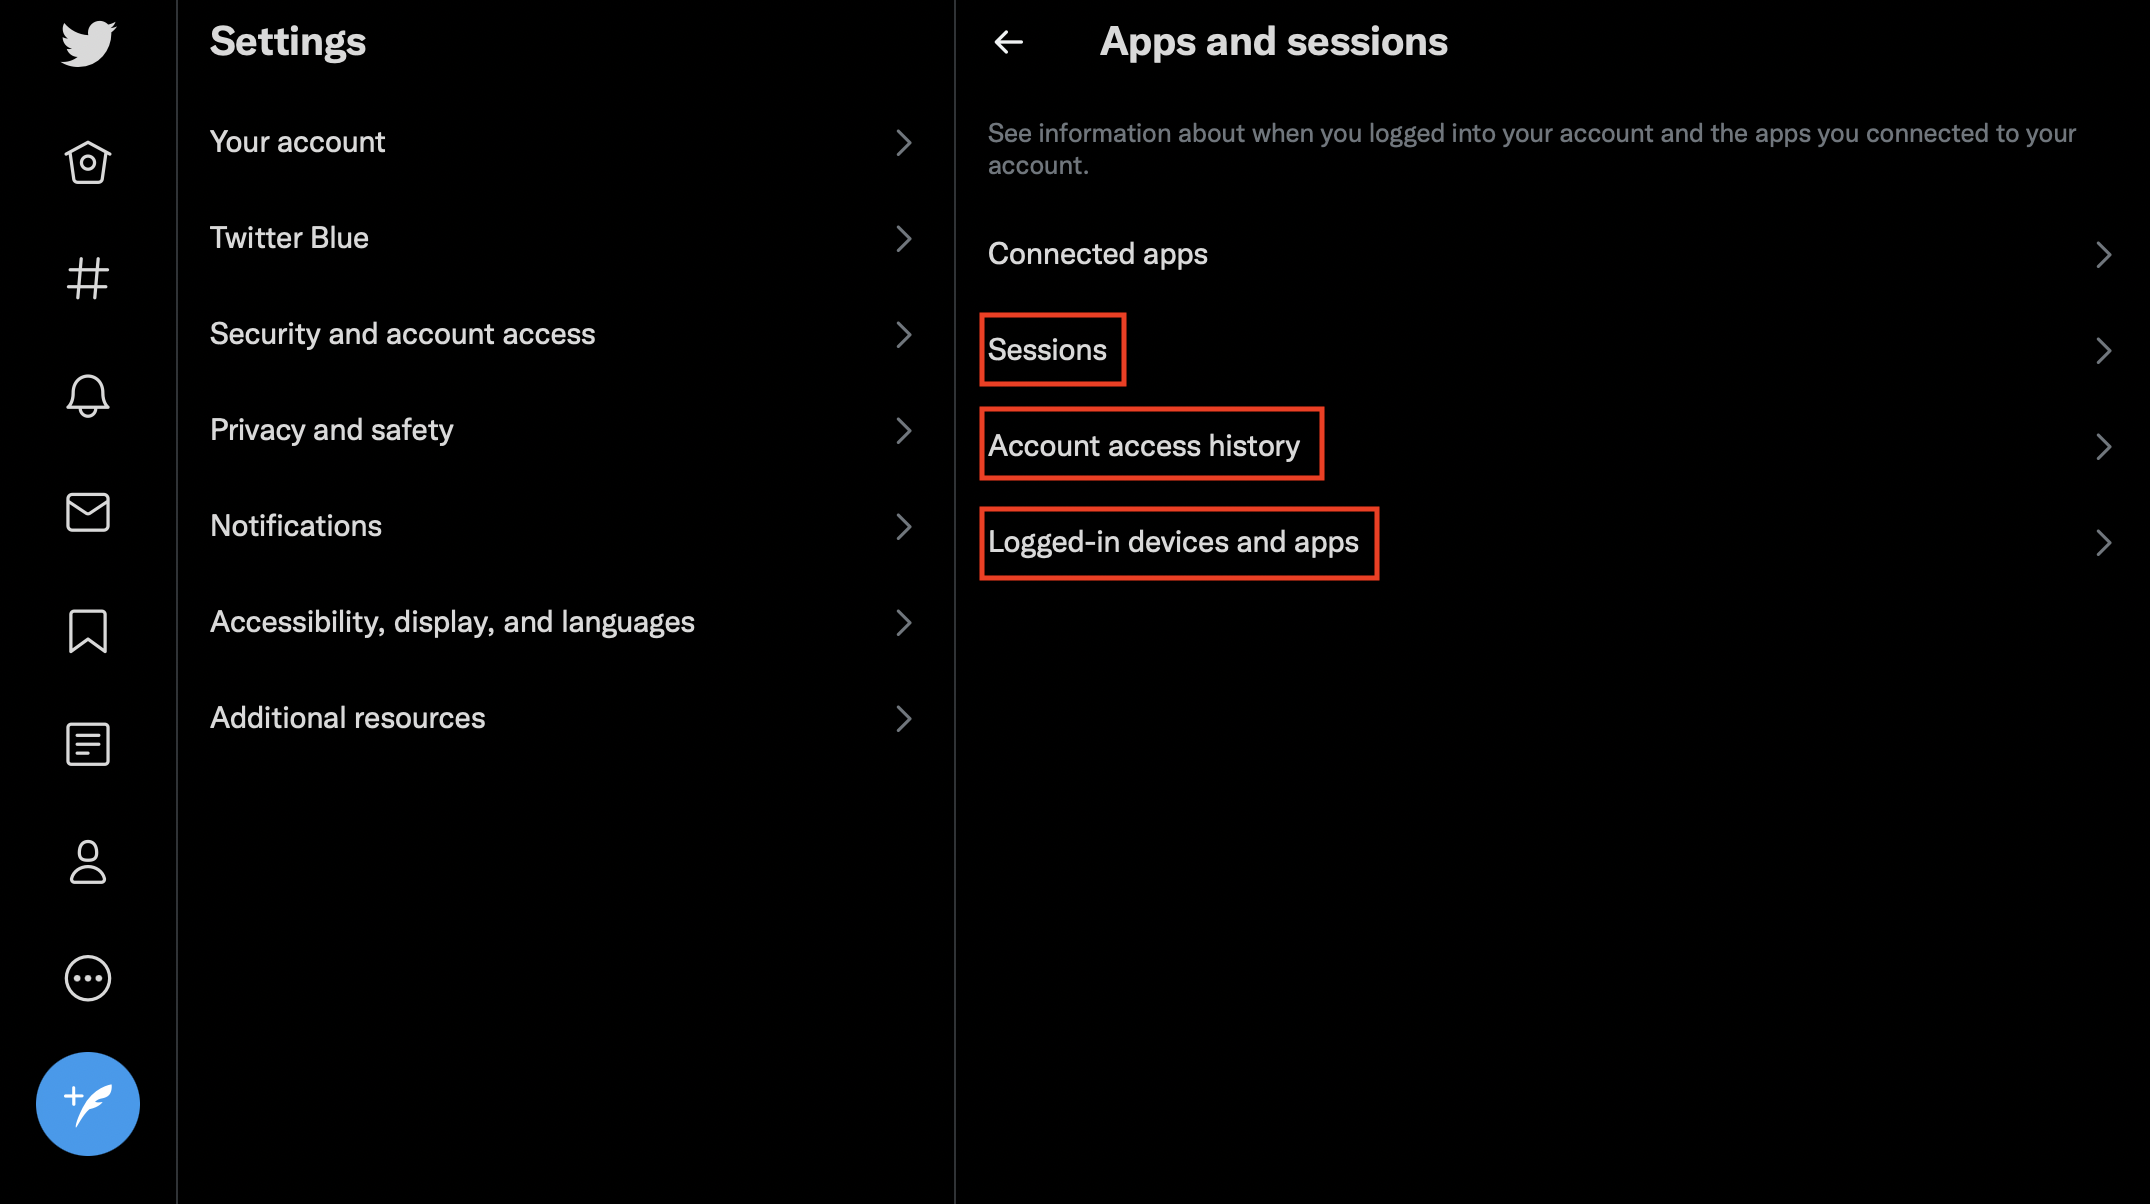 Settings
Your account
Twitter Blue
Security and account access
Privacy and safety
Notifications
Accessibility, display, and languages
Additional resources
Apps and sessions
See information about when you logged into your account and the apps you connected to your
account.
Connected apps
Sessions
Account access history
Logged-in devices and apps